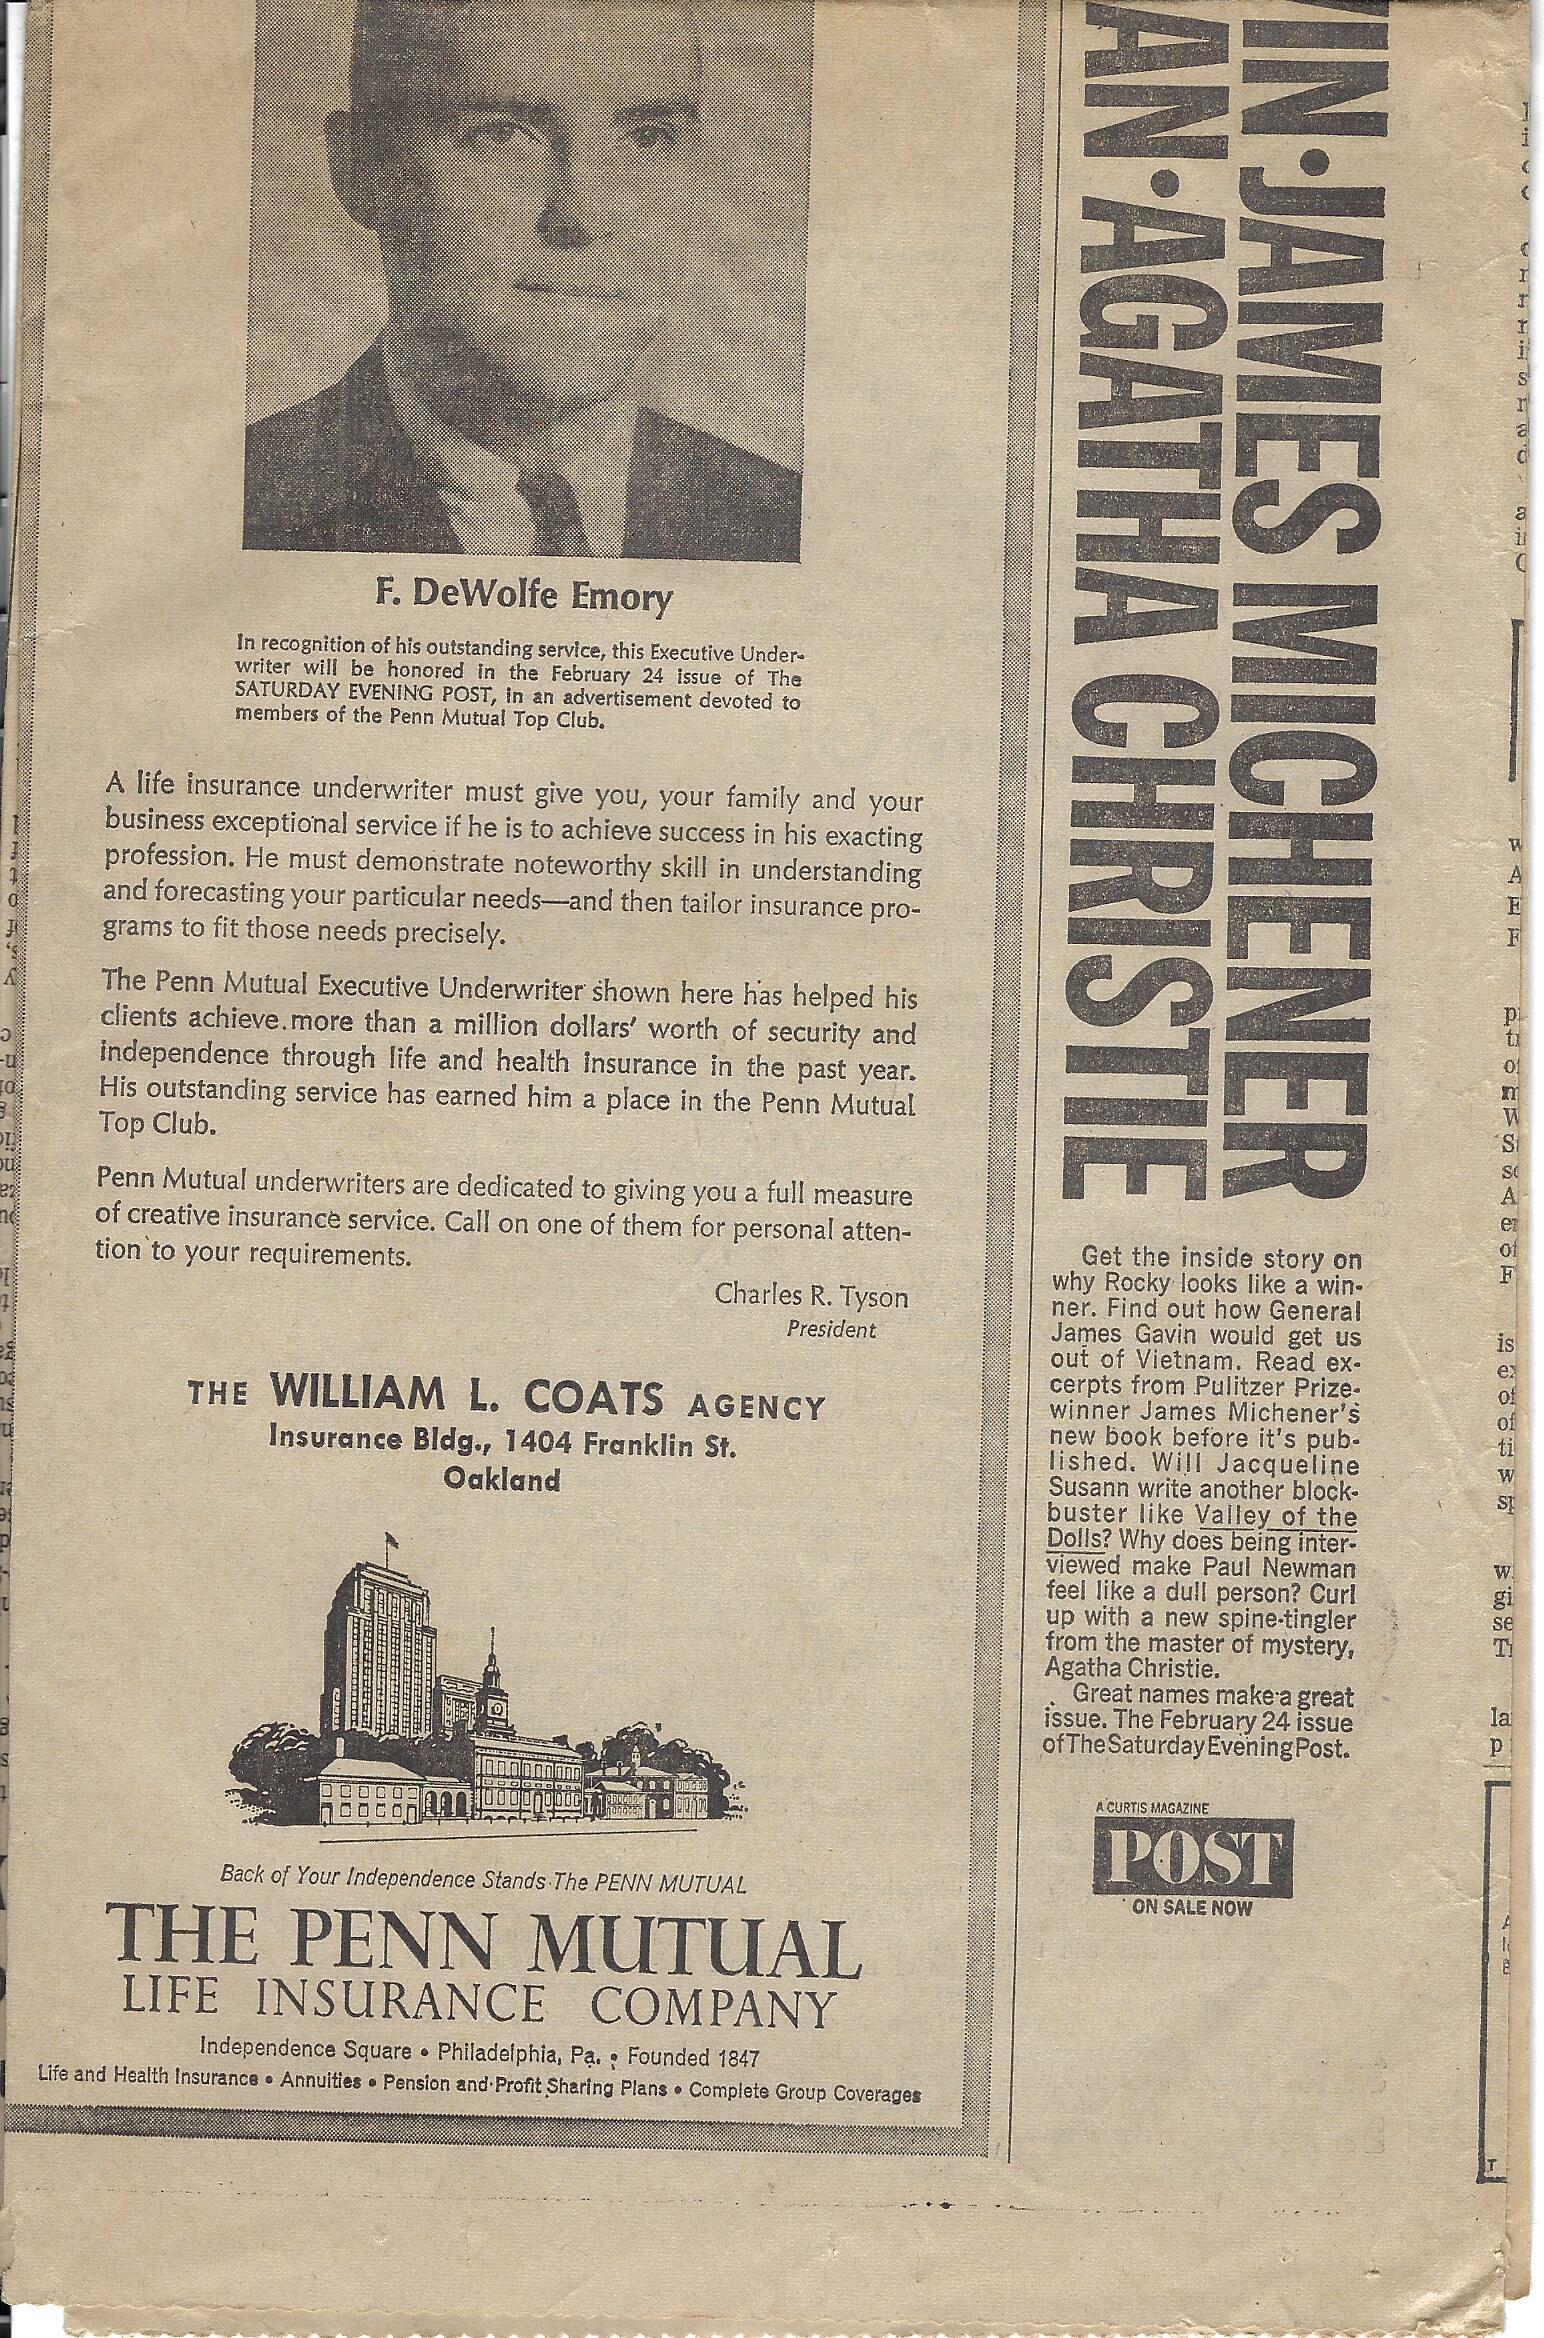 F. DeWolfe Emory
In recognition of his outstanding service, this Executive Under-
writer will be honored in the February 24 issue of The
SATURDAY EVENING POST, in an advertisement devoted to
members of the Penn Mutual Top Club.
A life insurance underwriter must give you, your family and your
business exceptional service if he is to achieve success in his exacting
profession. He must demonstrate noteworthy skill in understanding
and forecasting your particular needs—and then tailor insurance pro-
grams to fit those needs precisely.
The Penn Mutual Executive Underwriter shown here has helped his
clients achieve more than a million dollars' worth of security and
independence through life and health insurance in the past year.
His outstanding service has earned him a place in the Penn Mutual
Top Club.
Penn Mutual underwriters are dedicated to giving you a full measure
of creative insurance service. Call on one of them for personal atten-
tion to your requirements.
Charles R. Tyson
President
THE WILLIAM L. COATS AGENCY
Insurance Bldg., 1404 Franklin St.
Oakland
Back of Your Independence Stands The PENN MUTUAL
THE PENN MUTUAL
LIFE INSURANCE COMPANY
Independence Square • Philadelphia, Pa. • Founded 1847
Life and Health Insurance • Annuities • Pension and Profit Sharing Plans • Complete Group Coverages
VIN • JAMES MICHENER
AN • AGATHA CHRISTIE
Get the inside story on
why Rocky looks like a win-
ner. Find out how General
James Gavin would get us
out of Vietnam. Read ex-
cerpts from Pulitzer Prize-
winner James Michener's
new book before it's pub-
lished. Will Jacqueline
Susann write another block-
buster like Valley of the
Dolls? Why does being inter-
viewed make Paul Newman
feel like a dull person? Curl
up with a new spine-tingler
from the master of mystery,
Agatha Christie.
Great names make a great
issue. The February 24 issue
of The Saturday Evening Post.
A CURTIS MAGAZINE
POST
ON SALE NOW